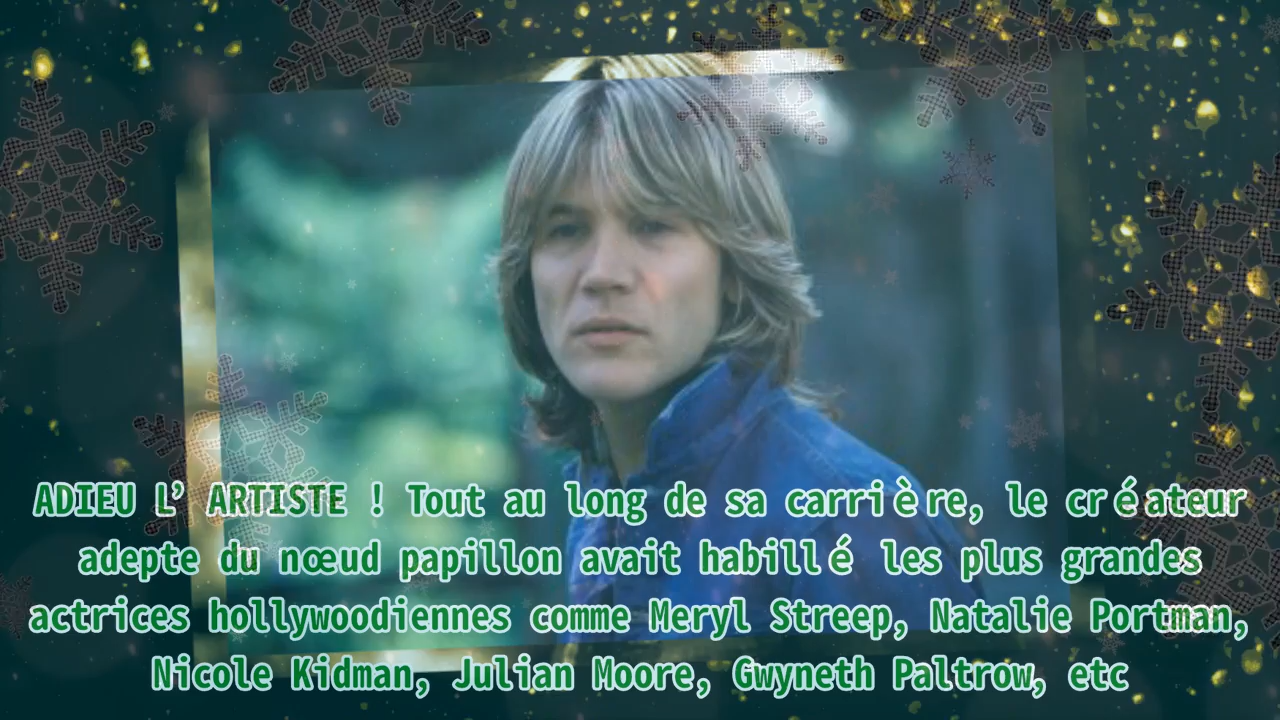 ADIEU L’ ARTISTE ! Tout au long de sa carrière, le créateur
adepte du nœud papillon avait habillé les plus grandes
actrices hollywoodiennes comme Meryl Streep, Natalie Portman,
Nicole Kidman, Julian Moore, Gwyneth Paltrow, etc